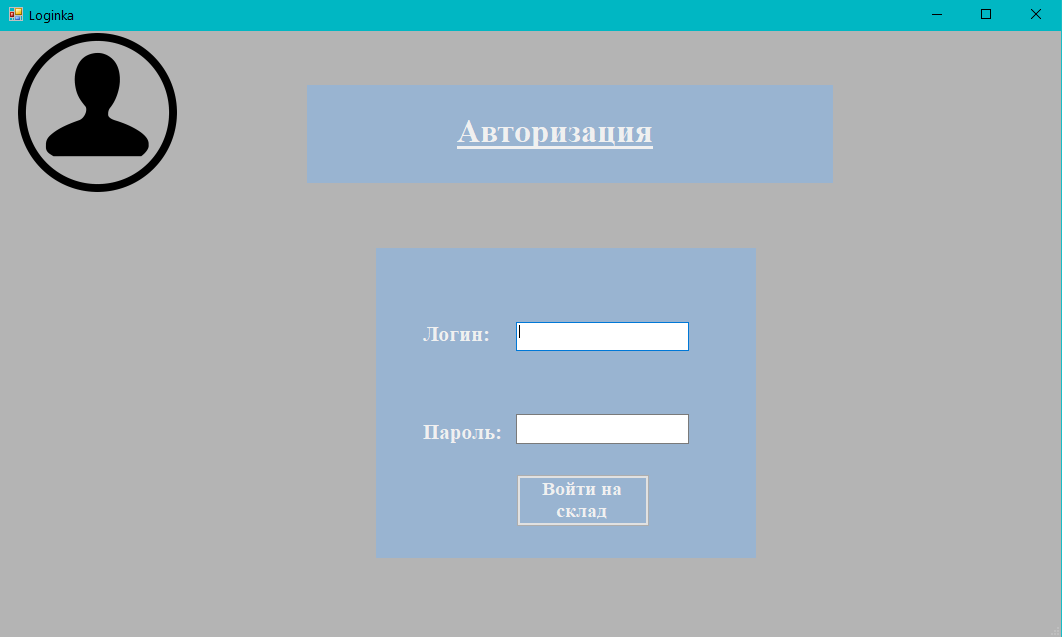 Loginka
Авторизация
Логин:
Пароль:
Войти на
склад